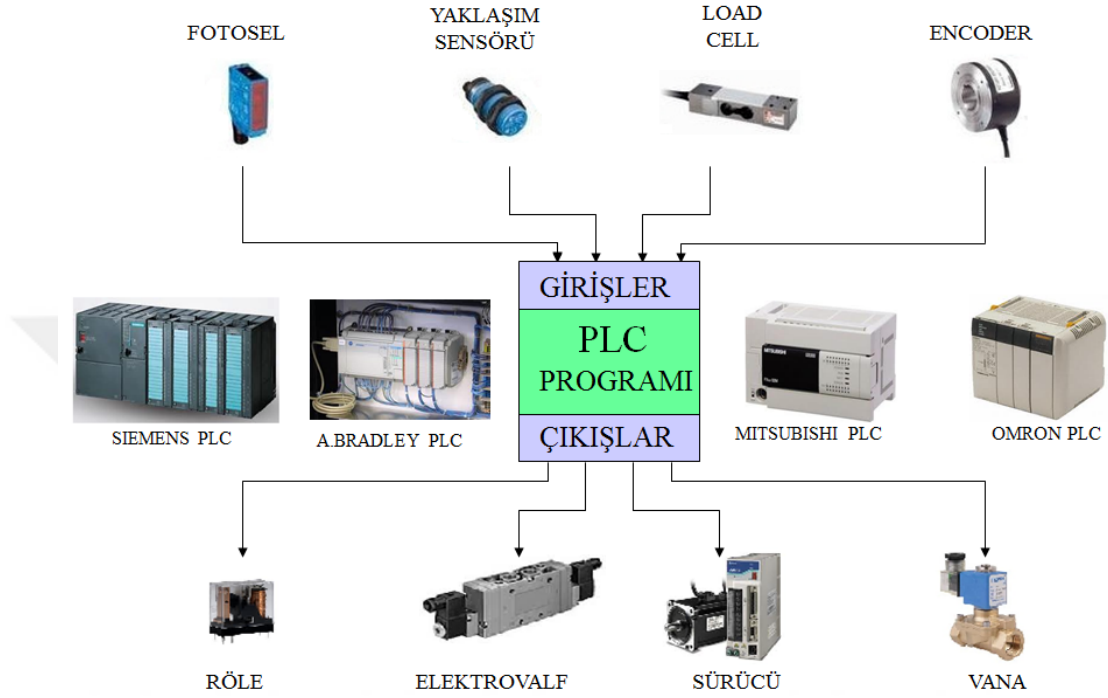 FOTOSEL
YAKLAŞIM
SENSÖRÜ
LOAD
CELL
ENCODER
GİRİŞLER
PLC
PROGRAMI
ÇIKIŞLAR
SIEMENS PLC
A.BRADLEY PLC
MITSUBISHI
MITSUBISHI PLC
OMRON PLC
RÖLE
ELEKTROVALF
SÜRÜCÜ
VANA